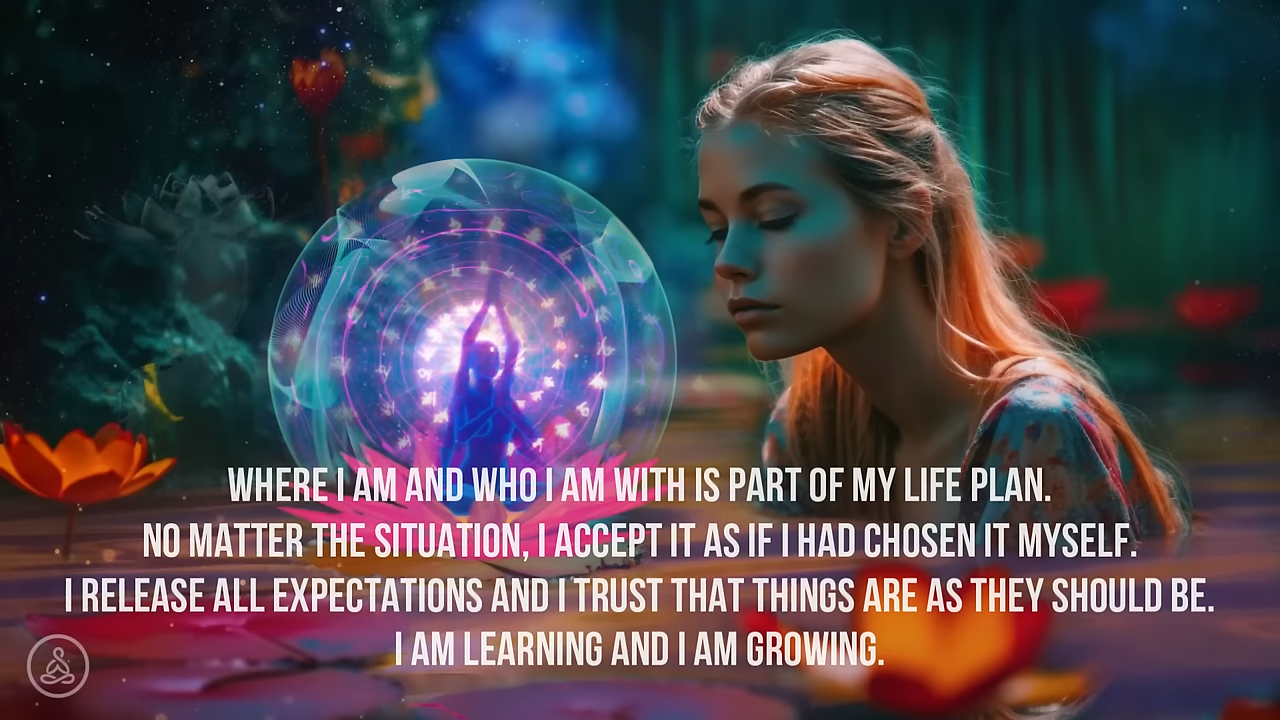 WHERE I AM AND WHO I AM WITH IS PART OF MY LIFE PLAN.
NO MATTER THE SITUATION, I ACCEPT IT AS IF I HAD CHOSEN IT MYSELF.
I RELEASE ALL EXPECTATIONS AND I TRUST THAT THINGS ARE AS THEY SHOULD BE.
I AM LEARNING AND I AM GROWING.